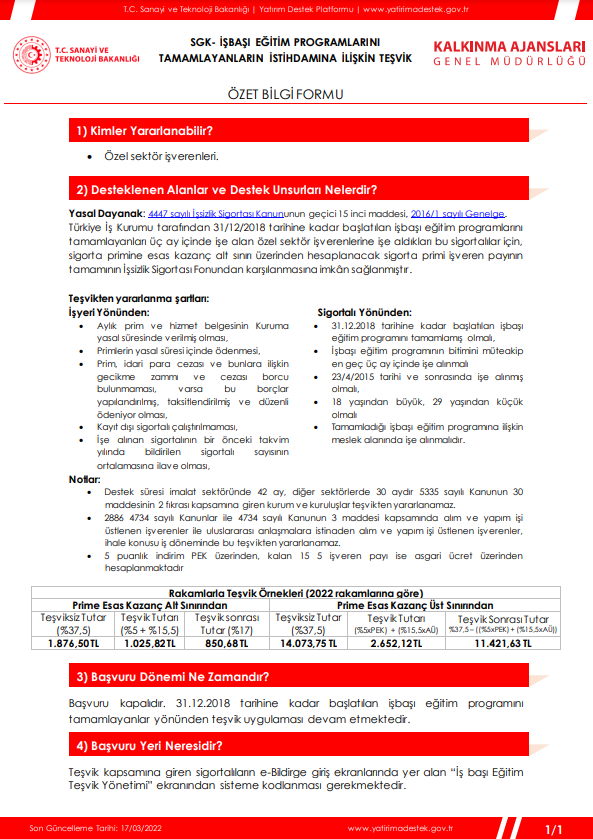 T.C. Sanayi ve Teknoloji Bakanlığı | Yatırım Destek Platformu | www.yatirimadestek.gov.tr
T.C. SANAYİ VE
TEKNOLOJİ BAKANLIĞI
SGK- İŞBAŞI EĞİTİM PROGRAMLARINI
TAMAMLAYANLARIN İSTİHDAMINA İLİŞKİN TEŞVİK
KALKINMA AJANSLARI
GENEL MÜDÜRLÜĞÜ
ÖZET BİLGİ FORMU
1) Kimler Yararlanabilir?
• Özel sektör işverenleri.
2) Desteklenen Alanlar ve Destek Unsurları Nelerdir?
Yasal Dayanak: 4447 sayılı İşsizlik Sigortası Kanununun geçici 15 inci maddesi, 2016/1 sayılı Genelge.
Türkiye İş Kurumu tarafından 31/12/2018 tarihine kadar başlatılan işbaşı eğitim programlarını
tamamlayanları üç ay içinde işe alan özel sektör işverenlerine işe aldıkları bu sigortalılar için,
sigorta primine esas kazanç alt sınırı üzerinden hesaplanacak sigorta primi işveren payının
tamamının İşsizlik Sigortası Fonundan karşılanmasına imkân sağlanmıştır.
Teşvikten yararlanma şartları:
İşyeri Yönünden:
• Aylık prim ve hizmet belgesinin Kuruma
yasal süresinde verilmiş olması,
• Primlerin yasal süresi içinde ödenmesi,
• Prim, idari para cezası ve bunlara ilişkin
gecikme zammı ve cezası borcu
bulunmaması, varsa bu borçlar
yapılandırılmış, taksitlendirilmiş ve düzenli
ödeniyor olması,
• Kayıt dışı sigortalı çalıştırılmaması,
• İşe alınan sigortalının bir önceki takvim
yılında bildirilen sigortalı sayısının
ortalamasına ilave olması,
Sigortalı Yönünden:
• 31.12.2018 tarihine kadar başlatılan işbaşı
eğitim programını tamamlamış olmalı,
• İşbaşı eğitim programının bitimini müteakip
en geç üç ay içinde işe alınmalı
• 23/4/2015 tarihi ve sonrasında işe alınmış
olmalı,
• 18 yaşından büyük, 29 yaşından küçük
olmalı
• Tamamladığı işbaşı eğitim programına ilişkin
meslek alanında işe alınmalıdır.
Notlar:
• Destek süresi imalat sektöründe 42 ay, diğer sektörlerde 30 aydır 5335 sayılı Kanunun 30
maddesinin 2 fıkrası kapsamına giren kurum ve kuruluşlar teşvikten yararlanamaz.
• 2886 4734 sayılı Kanunlar ile 4734 sayılı Kanunun 3 maddesi kapsamında alım ve yapım işi
üstlenen işverenler ile uluslararası anlaşmalara istinaden alım ve yapım işi üstlenen işverenler,
ihale konusu iş döneminde bu teşvikten yararlanamaz.
• 5 puanlık indirim PEK üzerinden, kalan 15 5 işveren payı ise asgari ücret üzerinden
hesaplanmaktadır
Rakamlarla Teşvik Örnekleri (2022 rakamlarına göre)
Prime Esas Kazanç Alt Sınırından Prime Esas Kazanç Üst Sınırından
Teşviksiz Tutar (%37,5) Teşvik Tutarı (%5 + %15,5) Teşvik sonrası Tutar (%17) Teşviksiz Tutar (%37,5) Teşvik Tutarı (%5xPEK) + (%15,5xAÜ) Teşvik Sonrası Tutar %37,5 – ((%5xPEK) + (%15,5xAÜ))
1.876,50TL 1.025,82TL 850,68TL 14.073,75TL 2.652,12TL 11.421,63 TL
3) Başvuru Dönemi Ne Zamandır?
Başvuru kapalıdır. 31.12.2018 tarihine kadar başlatılan işbaşı eğitim programını
tamamlayanlar yönünden teşvik uygulaması devam etmektedir.
4) Başvuru Yeri Neresidir?
Teşvik kapsamına giren sigortalıların e-Bildirge giriş ekranlarında yer alan “İş başı Eğitim
Teşvik Yönetimi” ekranından sisteme kodlanması gerekmektedir.
Son Güncelleme Tarihi: 17/03/2022
www.yatirimadestek.gov.tr
1/1